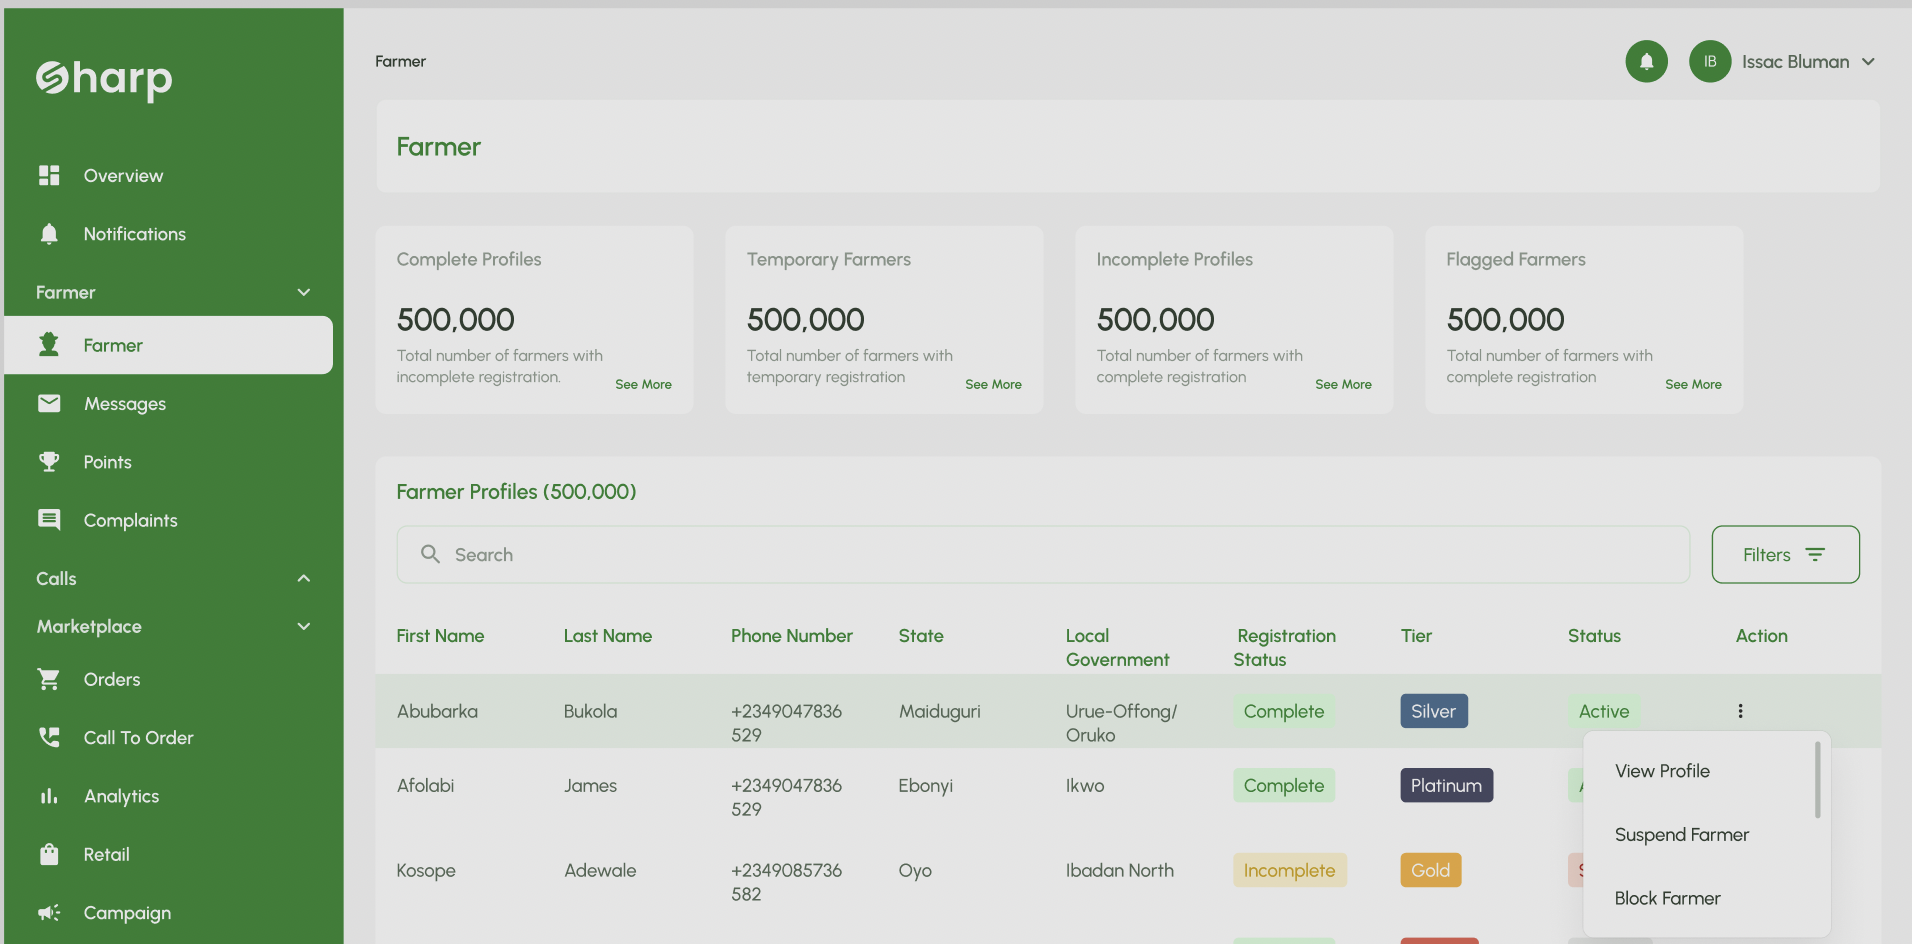 Sharp
Overview
Notifications
Farmer
Farmer
Messages
Points
Complaints
Calls
Marketplace
Orders
Call To Order
Analytics
Retail
Campaign
Farmer
IB
Issac Bluman
Farmer
Complete Profiles
500,000
Total number of farmers with
incomplete registration.
See More
Temporary Farmers
500,000
Total number of farmers with
temporary registration
See More
Incomplete Profiles
500,000
Total number of farmers with
complete registration
See More
Flagged Farmers
500,000
Total number of farmers with
complete registration
See More
Farmer Profiles (500,000)
Search
Filters
First Name
Last Name
Phone Number
State
Local
Government
Registration
Status
Tier
Status
Action
Abubarka
Bukola
+2349047836
529
Maiduguri
Urue-Offong/
Oruko
Complete
Silver
Active
Afolabi
James
+2349047836
529
Ebonyi
Ikwo
Complete
Platinum
Kosope
Adewale
+2349085736
582
Oyo
Ibadan North
Incomplete
Gold
View Profile
Suspend Farmer
Block Farmer